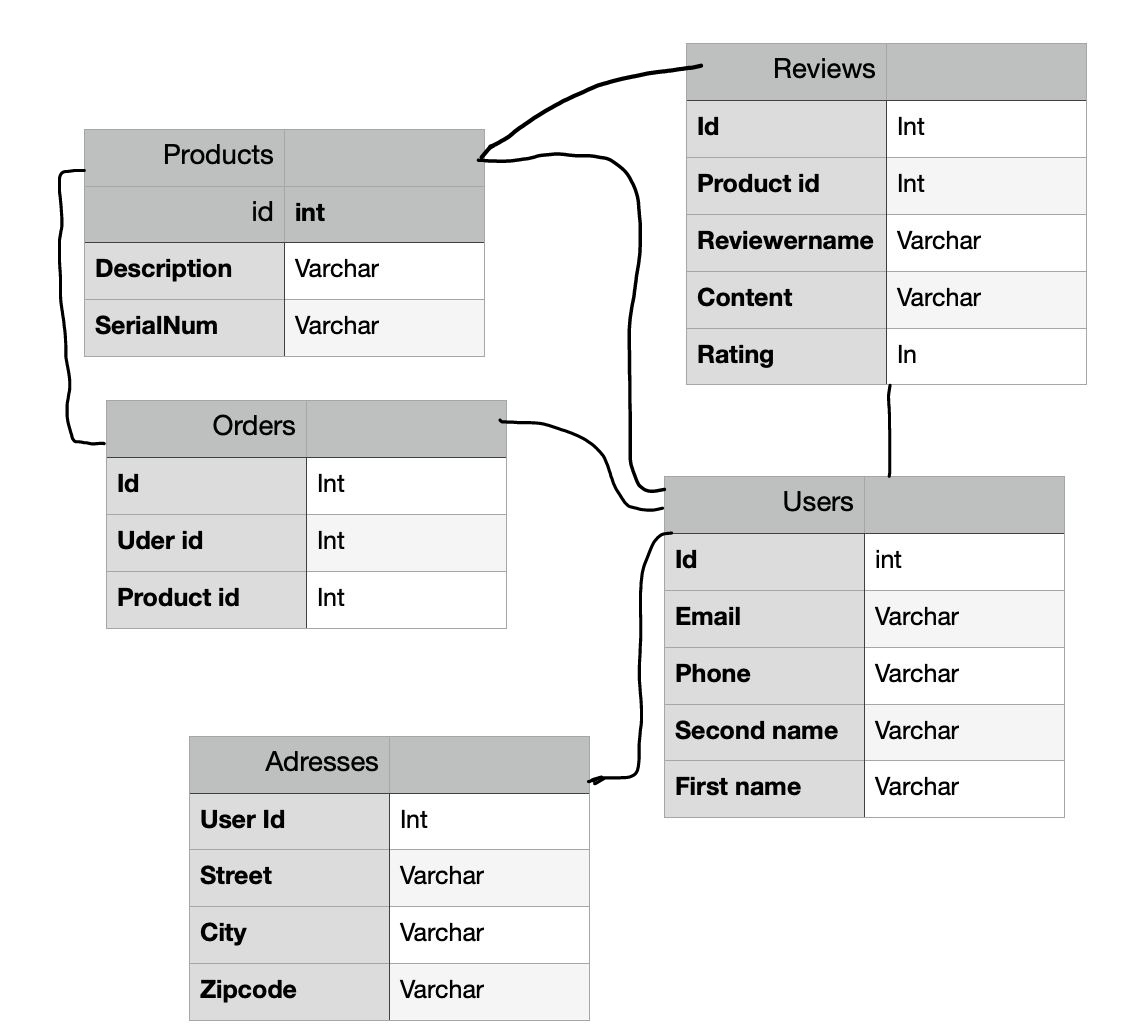 Products
id int
Description Varchar
SerialNum Varchar
Reviews
Id Int
Product id Int
Reviewername Varchar
Content Varchar
Rating In
Orders
Id Int
Uder id Int
Product id Int
Users
Id int
Email Varchar
Phone Varchar
Second name Varchar
First name Varchar
Adresses
User Id Int
Street Varchar
City Varchar
Zipcode Varchar